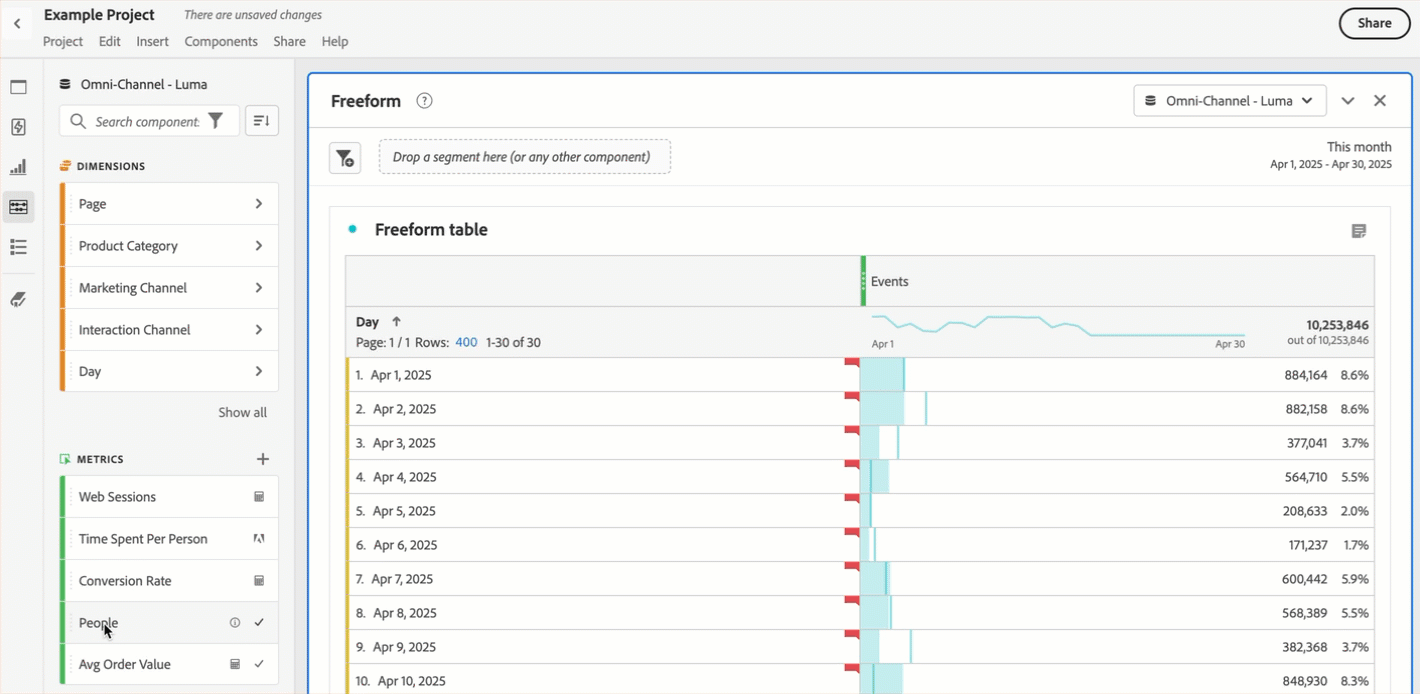 Example Project
There are unsaved changes
Share
Project Edit Insert Components Share Help
Omni-Channel - Luma
Search component:
DIMENSIONS
Page
Product Category
Marketing Channel
Interaction Channel
Day
Show all
METRICS
Web Sessions
Time Spent Per Person
Conversion Rate
People
Avg Order Value
Freeform
Omni-Channel - Luma
Drop a segment here (or any other component)
This month
Apr 1, 2025 - Apr 30, 2025
Freeform table
Events
Day
Page: 1 / 1 Rows: 400 1-30 of 30
Apr 1
Apr 30
10,253,846
out of 10,253,846
1. Apr 1, 2025 884,164 8.6%
2. Apr 2, 2025 882,158 8.6%
3. Apr 3, 2025 377,041 3.7%
4. Apr 4, 2025 564,710 5.5%
5. Apr 5, 2025 208,633 2.0%
6. Apr 6, 2025 171,237 1.7%
7. Apr 7, 2025 600,442 5.9%
8. Apr 8, 2025 568,389 5.5%
9. Apr 9, 2025 382,368 3.7%
10. Apr 10, 2025 848,930 8.3%